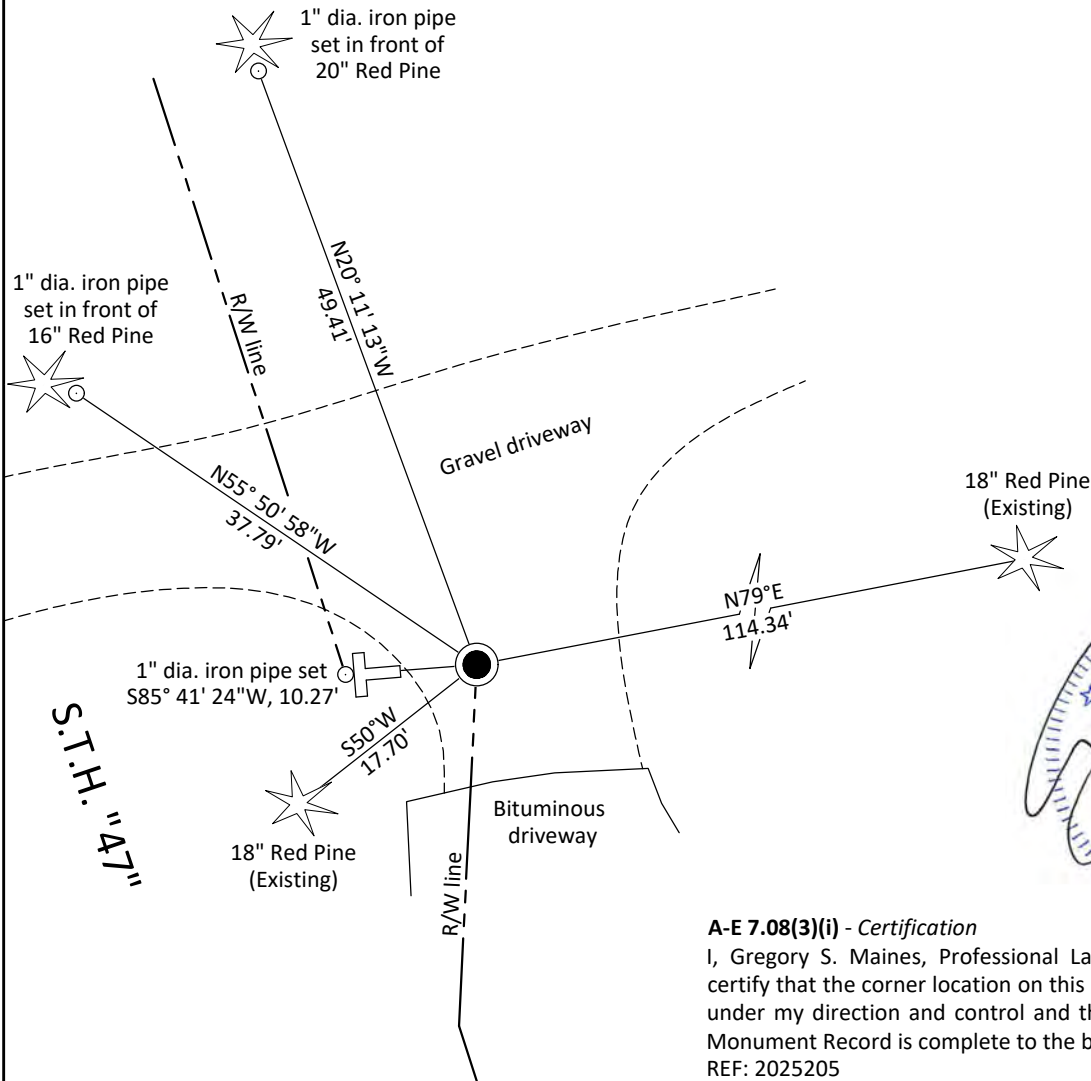 1" dia. iron pipe
set in front of
20" Red Pine
N20° 11' 13"W
49.41'
1" dia. iron pipe
set in front of
16" Red Pine
R/W line
Gravel driveway
N55° 50' 58"W
37.79'
18" Red Pine
(Existing)
N79°E
114.34'
1" dia. iron pipe set
S85° 41' 24"W, 10.27'
S50°W
17.70'
S.T.H. "47"
18" Red Pine
(Existing)
Bituminous
driveway
R/W line
A-E 7.08(3)(i) - Certification
I, Gregory S. Maines, Professional La
certify that the corner location on this
under my direction and control and th
Monument Record is complete to the b
REF: 2025205